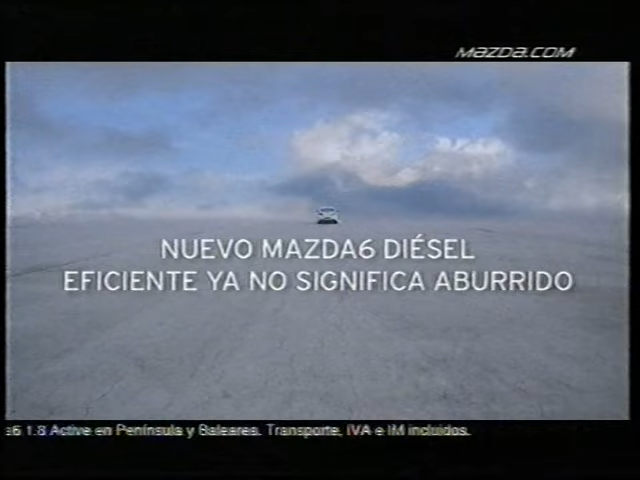 MAZDA.COM
NUEVO MAZDA6 DIÉSEL
EFICIENTE YA NO SIGNIFICA ABURRIDO
a6 1.8 Active en Península y Baleares. Transporte, IVA e IM incluidos.